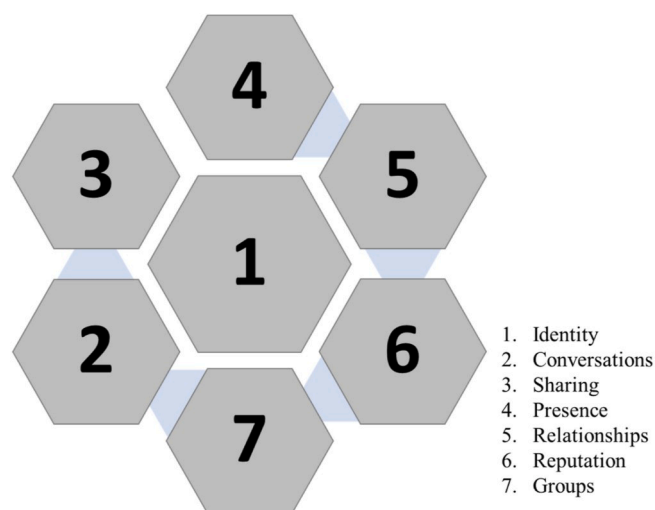 4
3
5
1
2
6
7
1. Identity
2. Conversations
3. Sharing
4. Presence
5. Relationships
6. Reputation
7. Groups